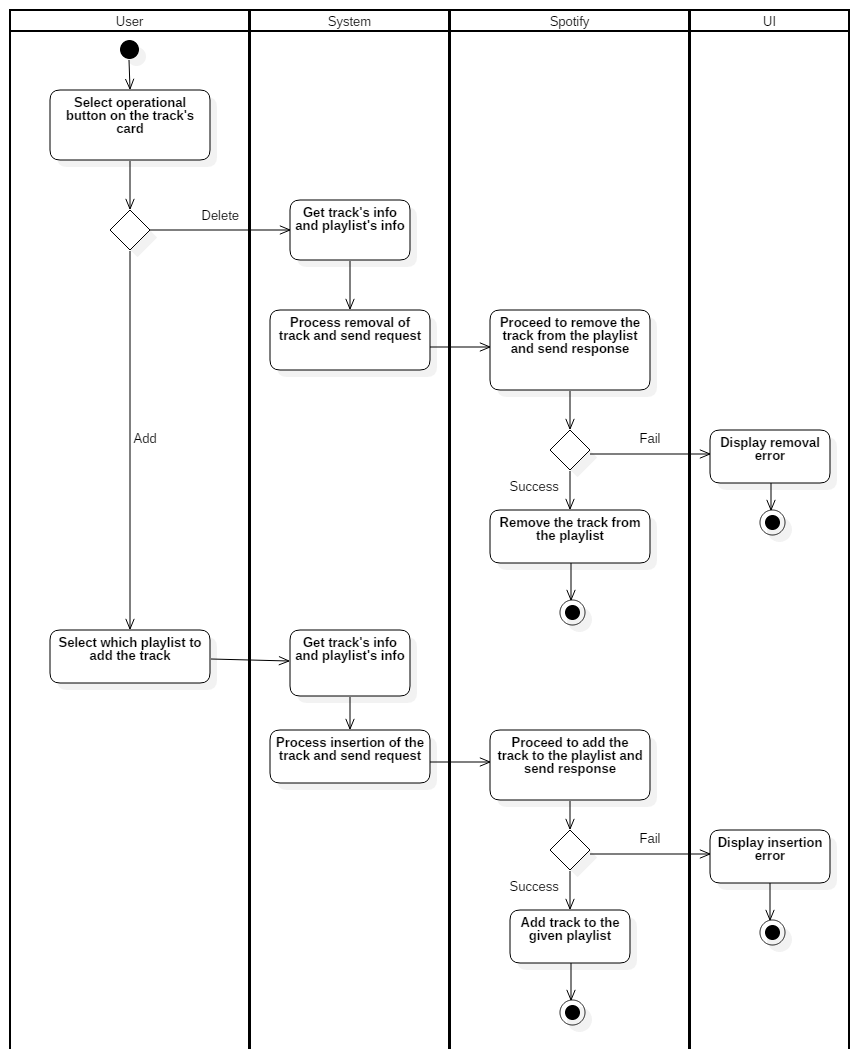 User
System
Spotify
UI
Select operational
button on the track's
card
Delete
Get track's info
and playlist's info
Process removal of
track and send request
Proceed to remove the
track from the playlist
and send response
Add
Fail
Display removal
error
Success
Remove the track from
the playlist
Select which playlist to
add the track
Get track's info
and playlist's info
Process insertion of the
track and send request
Proceed to add the
track to the playlist and
send response
Fail
Display insertion
error
Success
Add track to the
given playlist